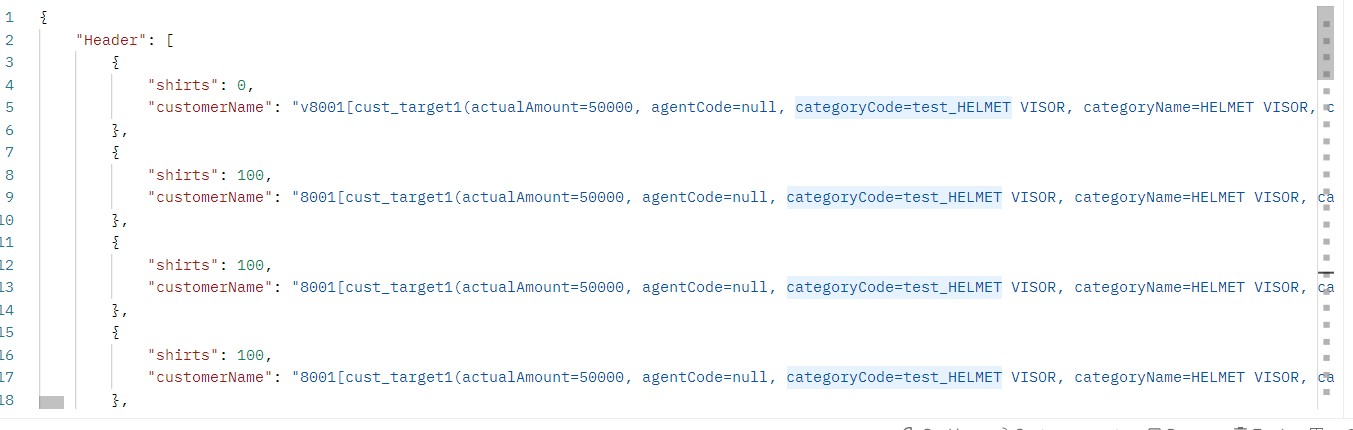 1 {
2 "Header": [
3 {
4 "shirts": 0,
5 "customerName": "v8001[cust_target1(actualAmount=50000, agentCode=null, categoryCode=test_HELMET VISOR, categoryName=HELMET VISOR, c
6 },
7 {
8 "shirts": 100,
9 "customerName": "8001[cust_target1(actualAmount=50000, agentCode=null, categoryCode=test_HELMET VISOR, categoryName=HELMET VISOR, ca
10 },
11 {
12 "shirts": 100,
13 "customerName": "8001[cust_target1(actualAmount=50000, agentCode=null, categoryCode=test_HELMET VISOR, categoryName=HELMET VISOR, ca
14 },
15 {
16 "shirts": 100,
17 "customerName": "8001[cust_target1(actualAmount=50000, agentCode=null, categoryCode=test_HELMET VISOR, categoryName=HELMET VISOR, ca
18 },